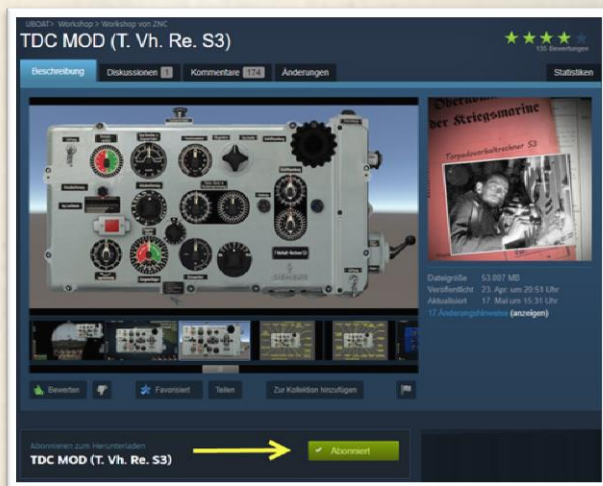 UBOAT > Workshop > Workshop von ZNC
TDC MOD (T. Vh. Re. S3)
135 Bewertungen
Beschreibung
Diskussionen 1
Kommentare 174
Änderungen
Statistiken
der Kriegsmarine
Torpedovorhaltrechner S3
SIEMENS
Dateigröße 53.007 MB
Veröffentlicht 23. Apr. um 20:51 Uhr
Aktualisiert 17. Mai um 15:31 Uhr
17 Änderungshinweise (anzeigen)
Bewerten
Favorisiert
Teilen
Zur Kollektion hinzufügen
Abonnieren zum Herunterladen
TDC MOD (T. Vh. Re. S3)
Abonniert